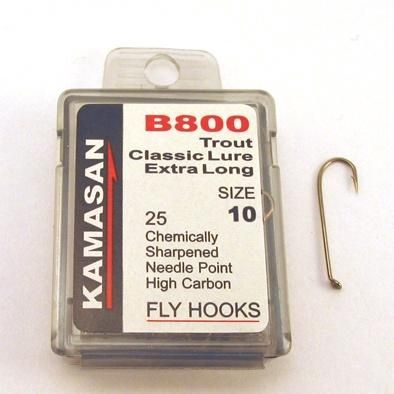 KAMASAN
B800
Trout
Classic Lure
Extra Long
SIZE
25 10
Chemically
Sharpened
Needle Point
High Carbon
FLY HOOKS